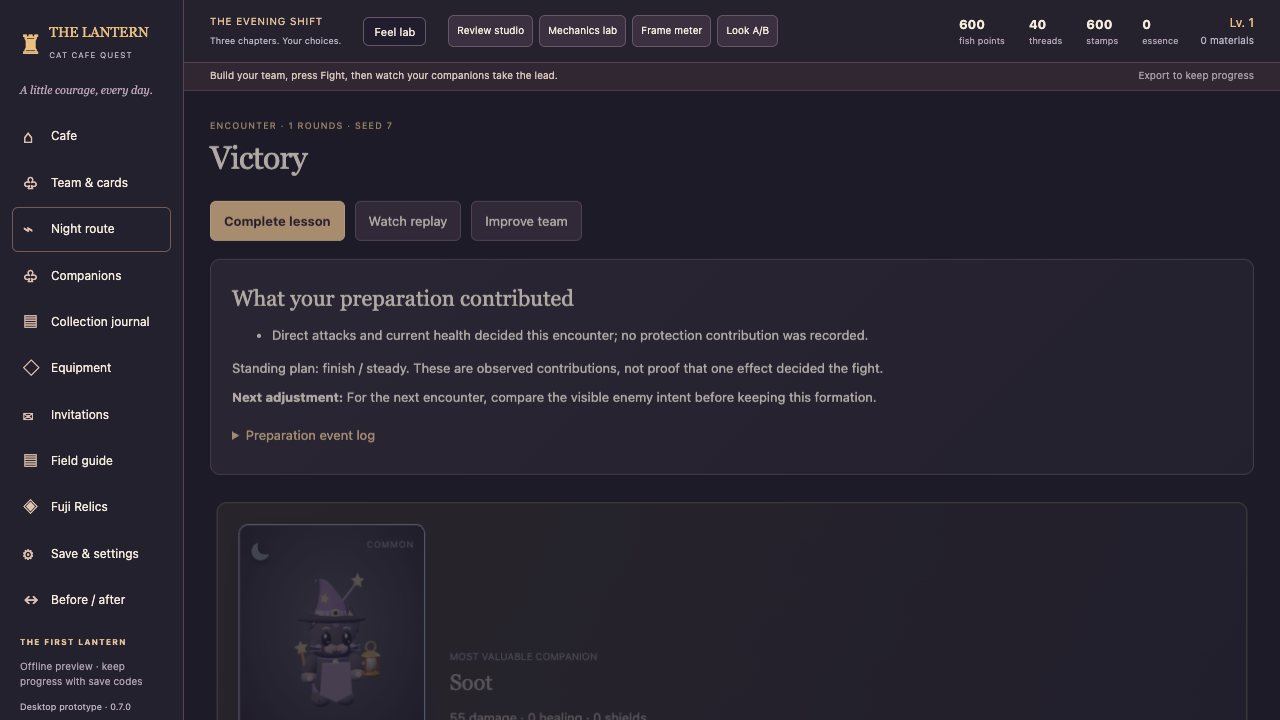 THE LANTERN
CAT CAFE QUEST
A little courage, every day.
Cafe
Team & cards
Night route
Companions
Collection journal
Equipment
Invitations
Field guide
Fuji Relics
Save & settings
Before / after
THE FIRST LANTERN
Offline preview · keep
progress with save codes
Desktop prototype · 0.7.0
THE EVENING SHIFT
Three chapters. Your choices.
Feel lab
Review studio
Mechanics lab
Frame meter
Look A/B
600
fish points
40
threads
600
stamps
0
essence
Lv. 1
0 materials
Build your team, press Fight, then watch your companions take the lead.
Export to keep progress
ENCOUNTER · 1 ROUNDS · SEED 7
Victory
Complete lesson
Watch replay
Improve team
What your preparation contributed
• Direct attacks and current health decided this encounter; no protection contribution was recorded.
Standing plan: finish / steady. These are observed contributions, not proof that one effect decided the fight.
Next adjustment: For the next encounter, compare the visible enemy intent before keeping this formation.
Preparation event log
COMMON
MOST VALUABLE COMPANION
Soot
55 damage · 0 healing · 0 shields